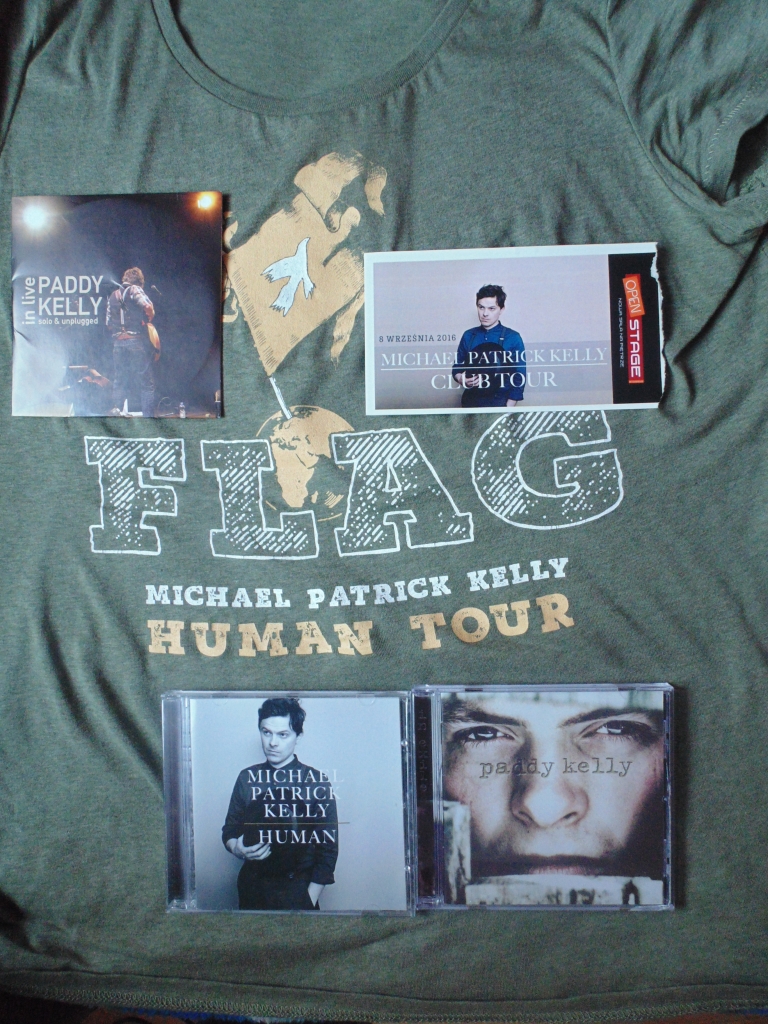 in live
PADDY
KELLY
solo & unplugged
8 WRZEŚNIA 2016
MICHAEL PATRICK KELLY
CLUB TOUR
OPEN
STAGE
FLAG
MICHAEL PATRICK KELLY
HUMAN TOUR
MICHAEL
PATRICK
KELLY
HUMAN
paddy kelly